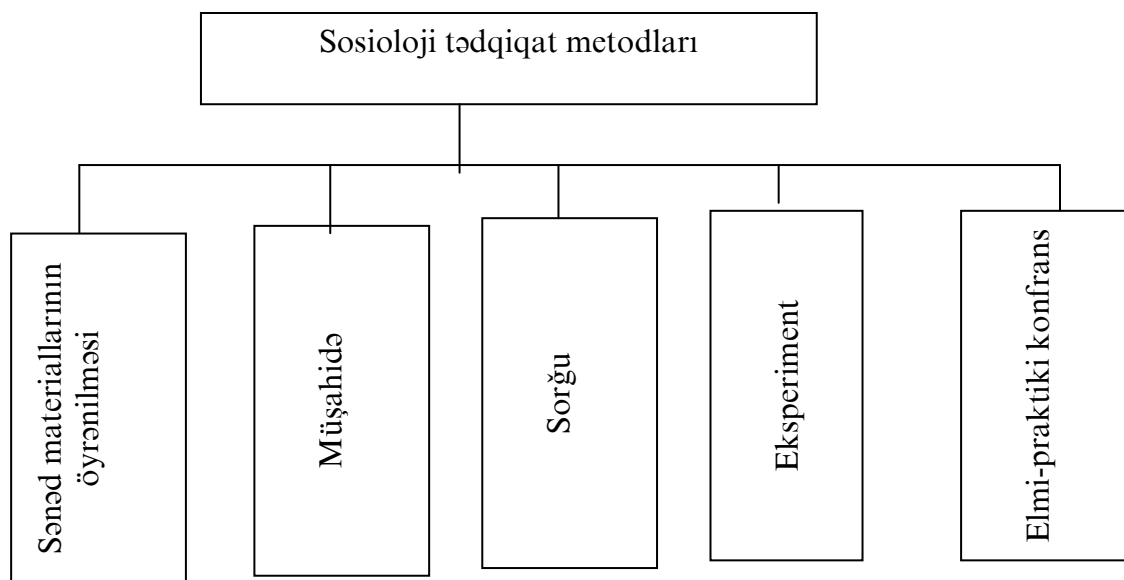 Sosioloji tədqiqat metodları
Sənəd materiallarının
öyrənilməsi
Müşahidə
Sorğu
Eksperiment
Elmi-praktiki konfrans